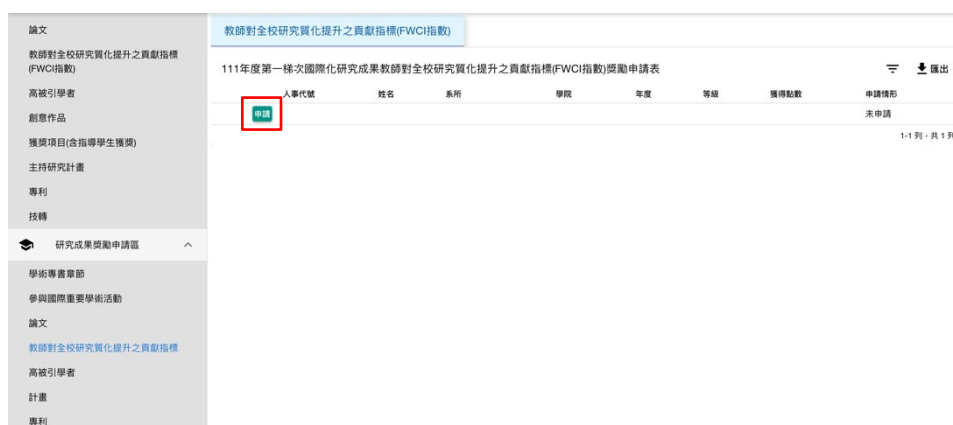 論文
教師對全校研究質化提升之貢獻指標
(FWCI指數)
高被引學者
創意作品
獲獎項目(含指導學生獲獎)
主持研究計畫
專利
技轉
研究成果獎勵申請區
學術專書章節
參與國際重要學術活動
論文
教師對全校研究質化提升之貢獻指標
高被引學者
計畫
專利
教師對全校研究質化提升之貢獻指標(FWCI指數)
111年度第一梯次國際化研究成果教師對全校研究質化提升之貢獻指標(FWCI指數)獎勵申請表
匯出
人事代號 姓名 系所 學院 年度 等級 獲得點數 申請情形
申請 未申請
1-1 列，共 1 列